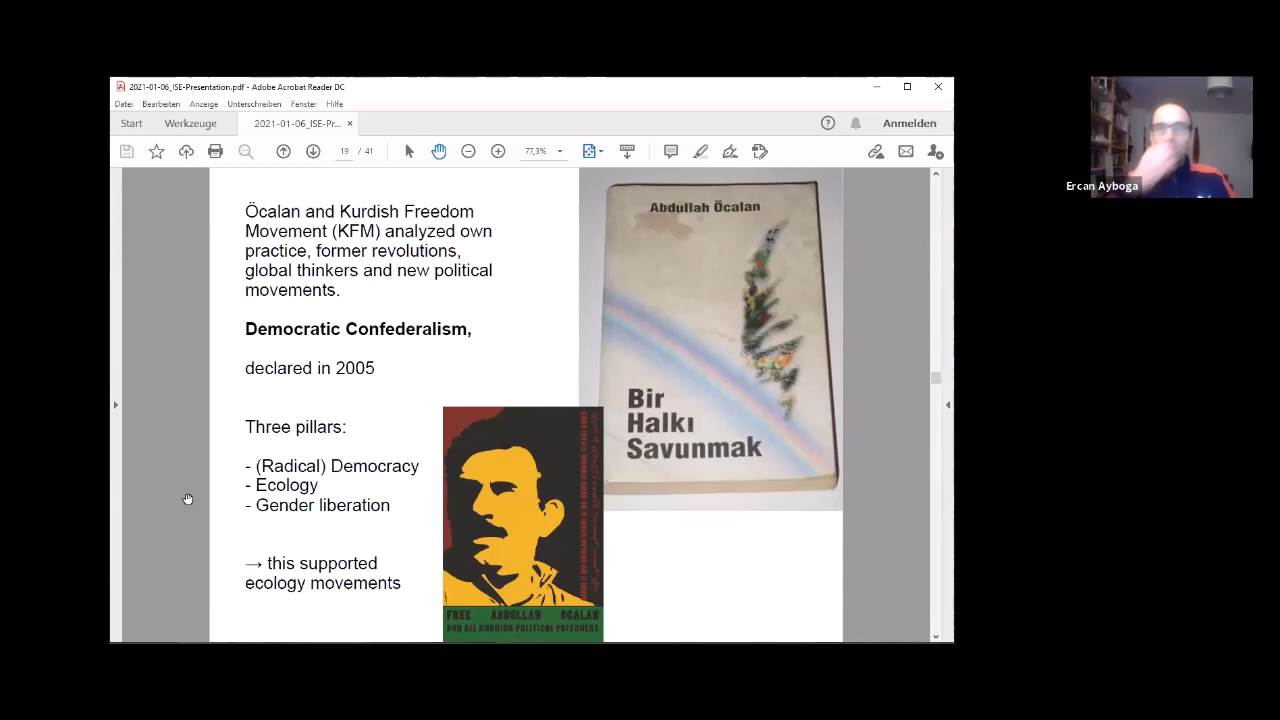 2021-01-06_ISE-Presentation.pdf - Adobe Acrobat Reader DC
Datei Bearbeiten Anzeige Unterschreiben Fenster Hilfe
Start Werkzeuge 2021-01-06_ISE-Pr... Anmelden
19 / 41 77,3%
Öcalan and Kurdish Freedom
Movement (KFM) analyzed own
practice, former revolutions,
global thinkers and new political
movements.
Democratic Confederalism,
declared in 2005
Three pillars:
- (Radical) Democracy
- Ecology
- Gender liberation
→ this supported
ecology movements
Abdullah Öcalan
Bir
Halkı
Savunmak
FREE ABDULLAH OCALAN
AND ALL KURDISH POLITICAL PRISONERS
Ercan Ayboga